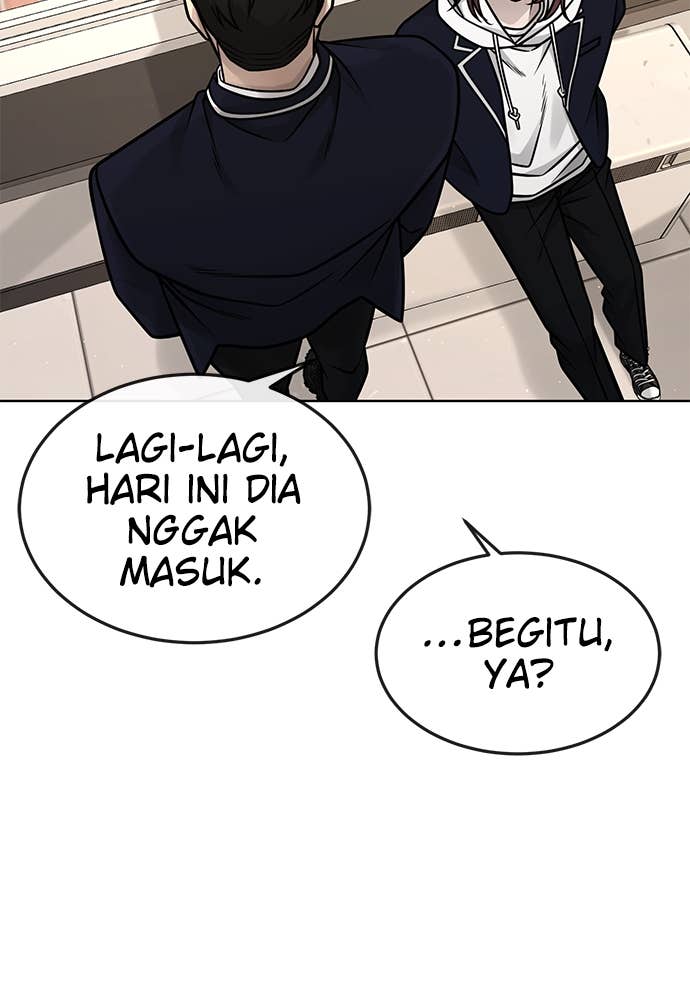 LAGI-LAGI,
HARI INI DIA
NGGAK
MASUK.
...BEGITU,
YA?